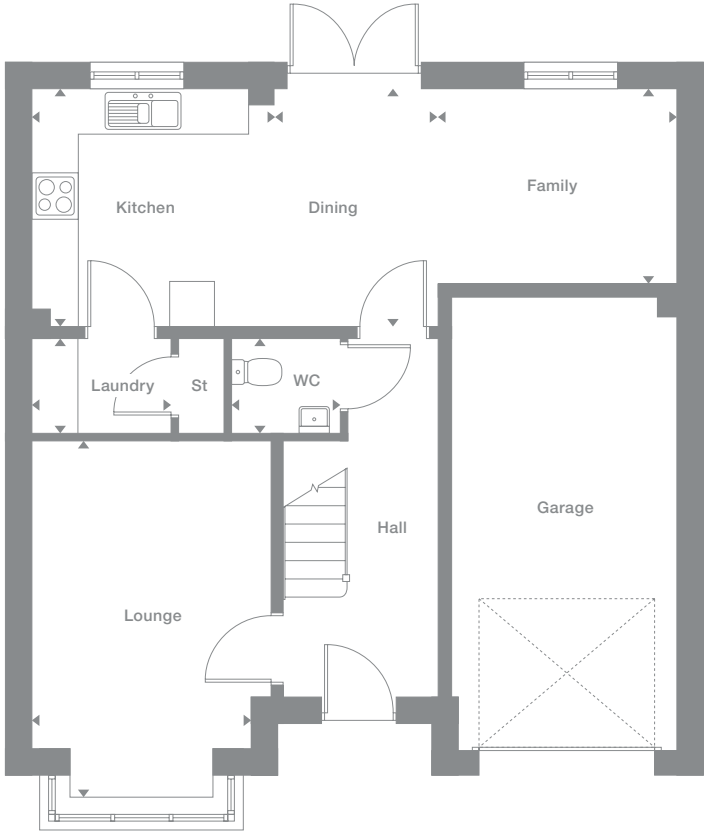 Family
Kitchen
Dining
Laundry
St
WC
Garage
Hall
Lounge